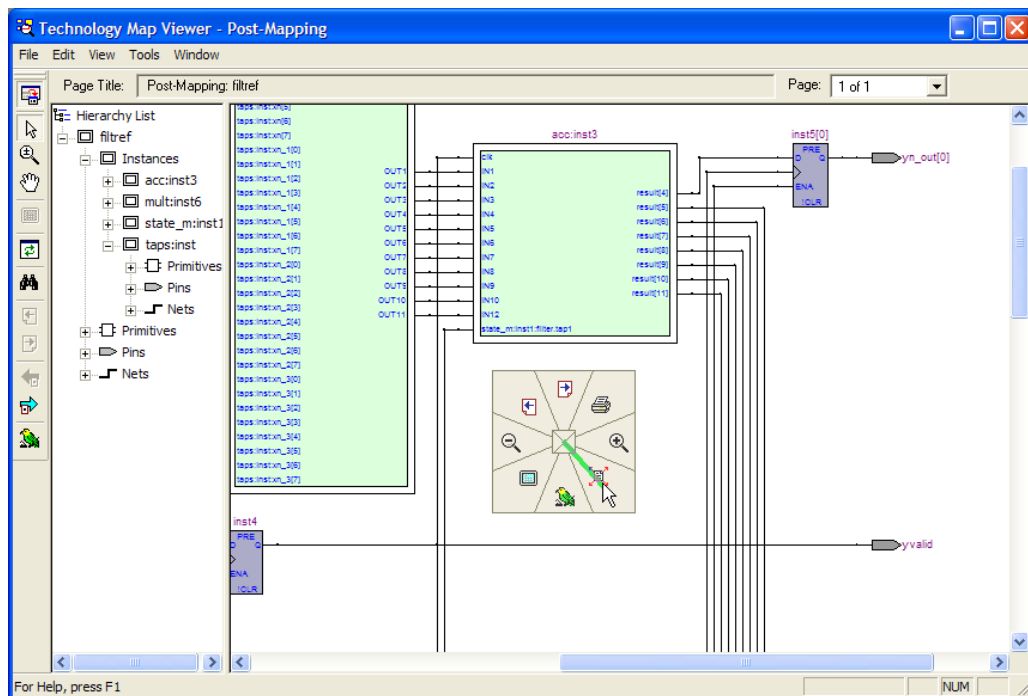 Technology Map Viewer - Post-Mapping
File Edit View Tools Window
Page Title: Post-Mapping: filtref Page: 1 of 1
Hierarchy List
filtref
Instances
acc:inst3
mult:inst6
state_m:inst1
taps:inst
Primitives
Pins
Nets
Primitives
Pins
Nets
taps:inst:xn[5]
taps:inst:xn[6]
taps:inst:xn[7]
taps:inst:xn_1[0]
taps:inst:xn_1[1]
taps:inst:xn_1[2]
taps:inst:xn_1[3]
taps:inst:xn_1[4]
taps:inst:xn_1[5]
taps:inst:xn_1[6]
taps:inst:xn_1[7]
taps:inst:xn_2[0]
taps:inst:xn_2[1]
taps:inst:xn_2[2]
taps:inst:xn_2[3]
taps:inst:xn_2[4]
taps:inst:xn_2[5]
taps:inst:xn_2[6]
taps:inst:xn_2[7]
taps:inst:xn_3[0]
taps:inst:xn_3[1]
taps:inst:xn_3[2]
taps:inst:xn_3[3]
taps:inst:xn_3[4]
taps:inst:xn_3[5]
taps:inst:xn_3[6]
taps:inst:xn_3[7]
OUT1
OUT2
OUT3
OUT4
OUT5
OUT6
OUT7
OUT8
OUT9
OUT10
OUT11
acc:inst3
clk
IN1
IN2
IN3
IN4
IN5
IN6
IN7
IN8
IN9
IN10
IN12
state_m:inst1:filter.tap1
result[4]
result[5]
result[6]
result[7]
result[8]
result[9]
result[10]
result[11]
inst5[0]
PRE
D Q
ENA
!CLR
yn_out[0]
inst4
PRE
D Q
ENA
!CLR
yvalid
For Help, press F1
NUM